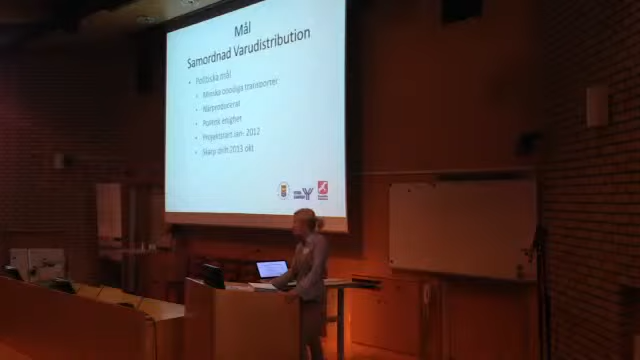 Mål
Samordnad Varudistribution
• Politiska mål
• Minska onödiga transporter
• Närproducerat
• Politisk enighet
• Projektstart jan- 2012
• Skarp drift 2013 okt